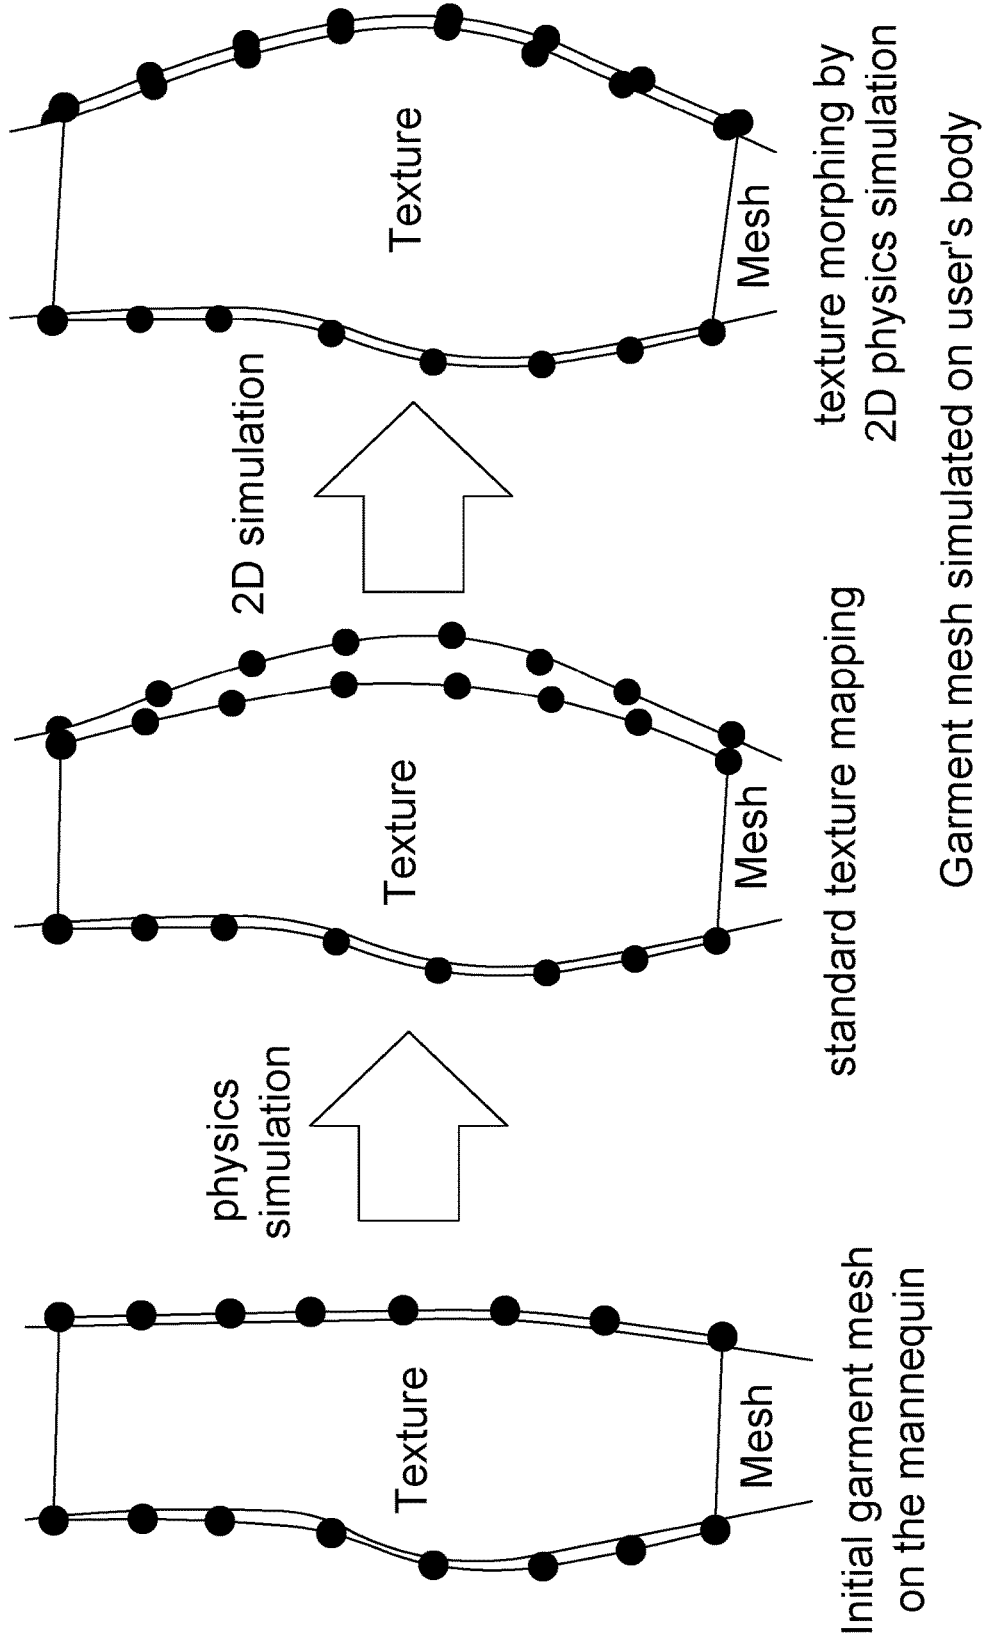 physics
simulation
2D simulation
Texture
Texture
Texture
Mesh
Mesh
Mesh
Initial garment mesh
on the mannequin
standard texture mapping
texture morphing by
2D physics simulation
Garment mesh simulated on user's body